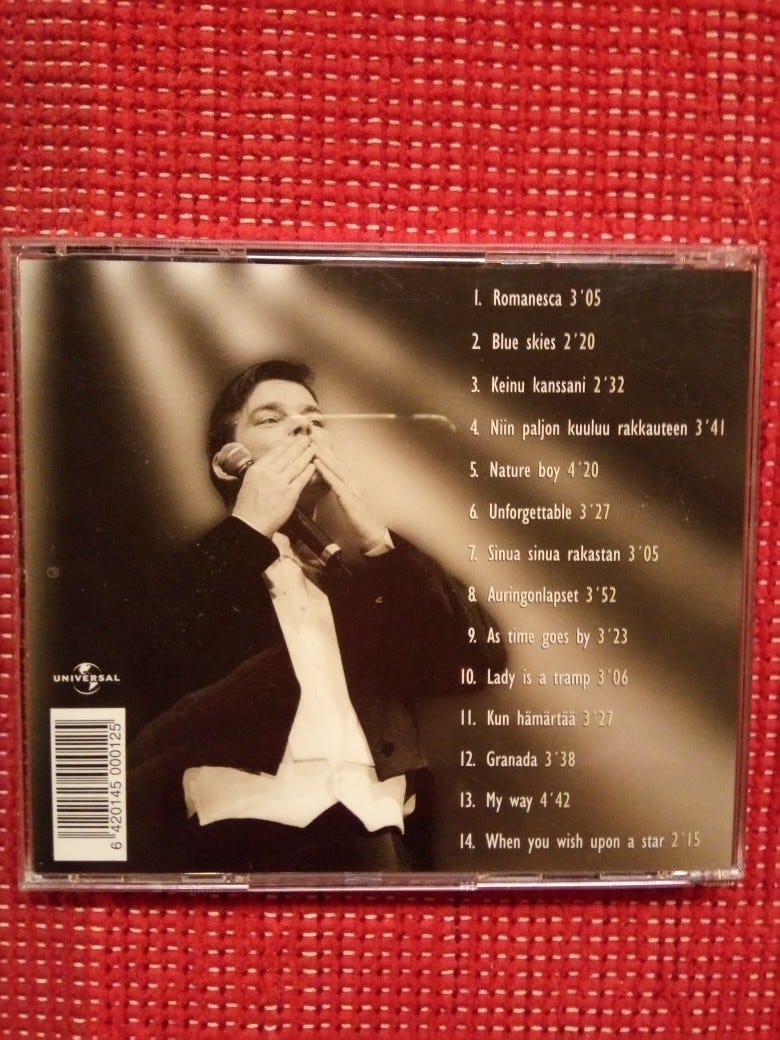 1. Romanesca 3'05
2. Blue skies 2'20
3. Keinu kanssani 2'32
4. Niin paljon kuuluu rakkauteen 3'41
5. Nature boy 4'20
6. Unforgettable 3'27
7. Sinua sinua rakastan 3'05
8. Auringonlapset 3'52
9. As time goes by 3'23
10. Lady is a tramp 3'06
11. Kun hämärtää 3'27
12. Granada 3'38
13. My way 4'42
14. When you wish upon a star 2'15
UNIVERSAL
6 420145 000125